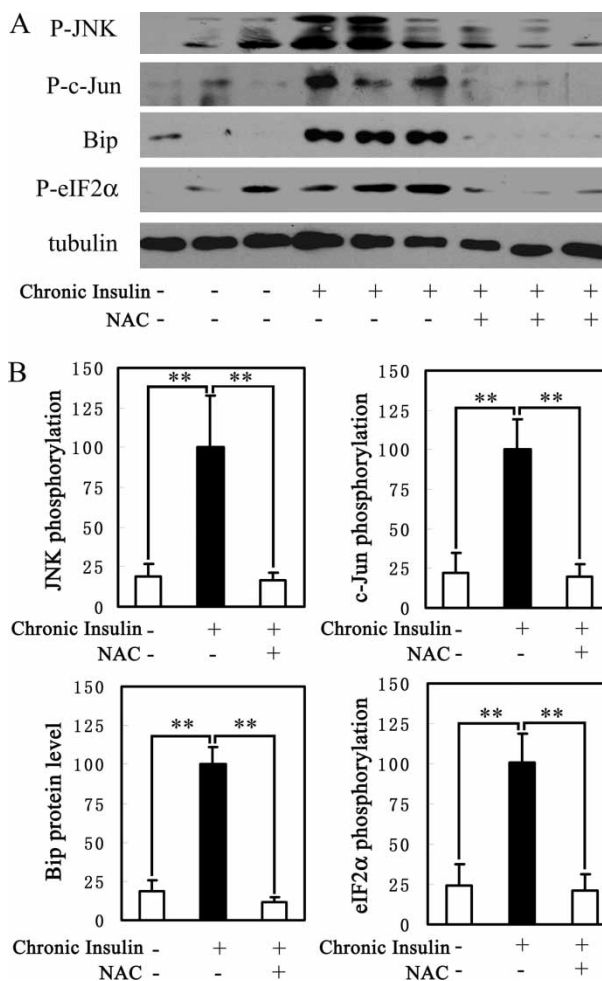 A
P-JNK
P-c-Jun
Bip
P-eIF2α
tubulin
Chronic Insulin - - - + + + + + +
NAC - - - - - - + + +
B
150
125
100
75
50
25
0
JNK phosphorylation
** **
Chronic Insulin - + +
NAC - - +
150
125
100
75
50
25
0
c-Jun phosphorylation
** **
Chronic Insulin - + +
NAC - - +
150
125
100
75
50
25
0
Bip protein level
** **
Chronic Insulin - + +
NAC - - +
150
125
100
75
50
25
0
eIF2α phosphorylation
** **
Chronic Insulin - + +
NAC - - +